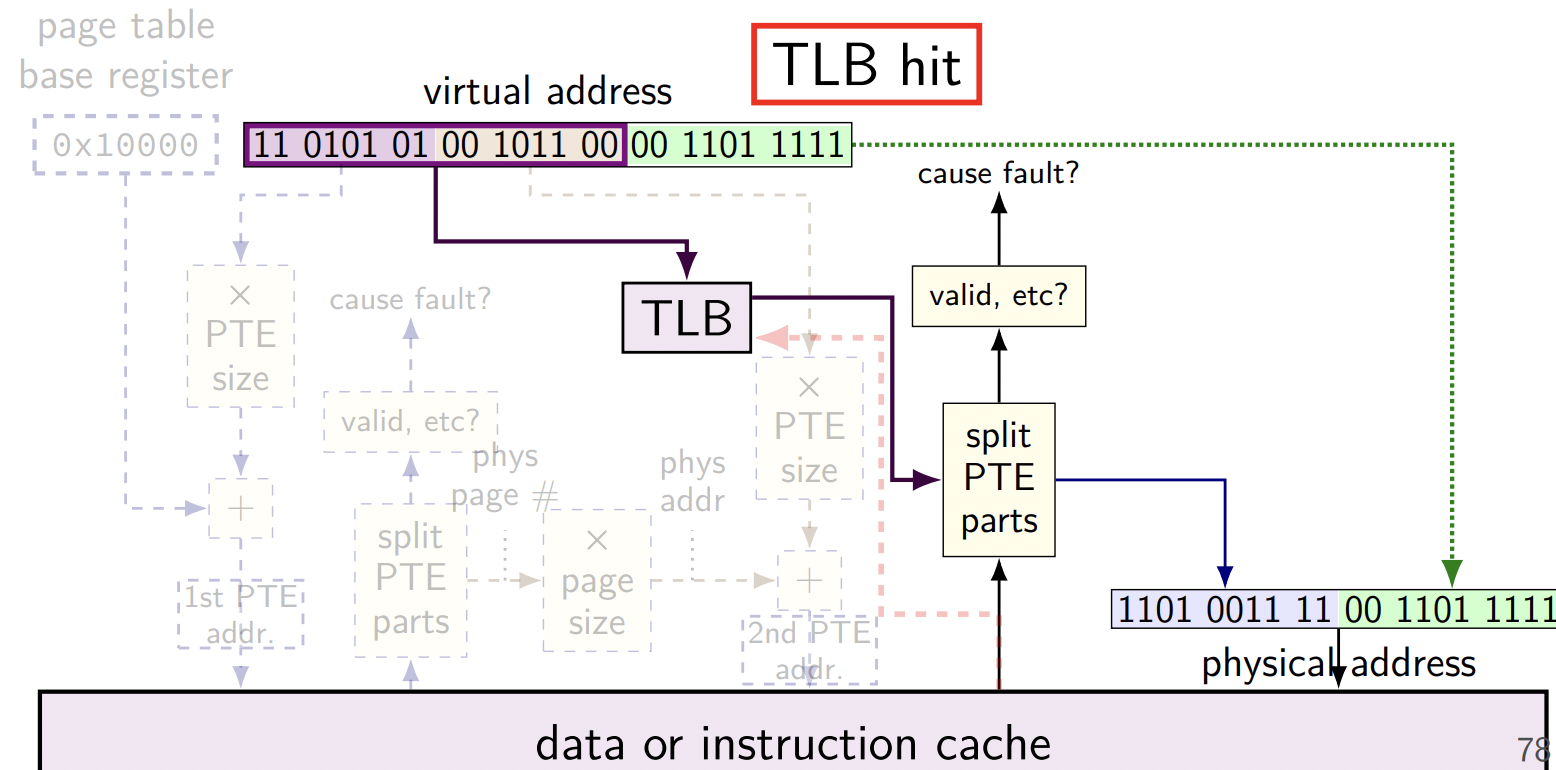 page table
base register
0x10000
virtual address
TLB hit
11 0101 01 00 1011 00 00 1101 1111
cause fault?
valid, etc?
TLB
×
PTE
size
cause fault?
valid, etc?
×
PTE
size
split
PTE
parts
phys
page #
phys
addr
+
split
PTE
parts
×
page
size
+
1st PTE
addr.
2nd PTE
addr.
1101 0011 11 00 1101 1111
physical address
data or instruction cache
78